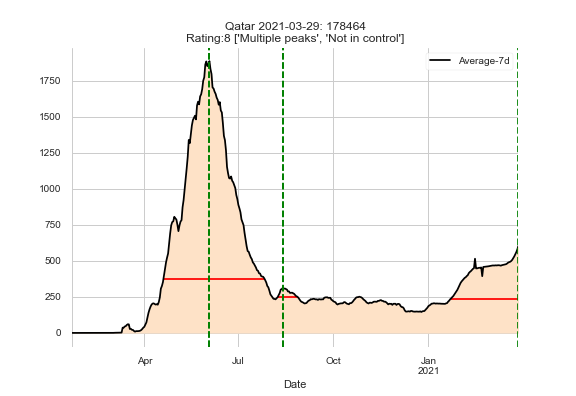 Qatar 2021-03-29: 178464
Rating:8 ['Multiple peaks', 'Not in control']
Average-7d
1750
1500
1250
1000
750
500
250
0
Apr
Jul
Oct
Jan
2021
Date